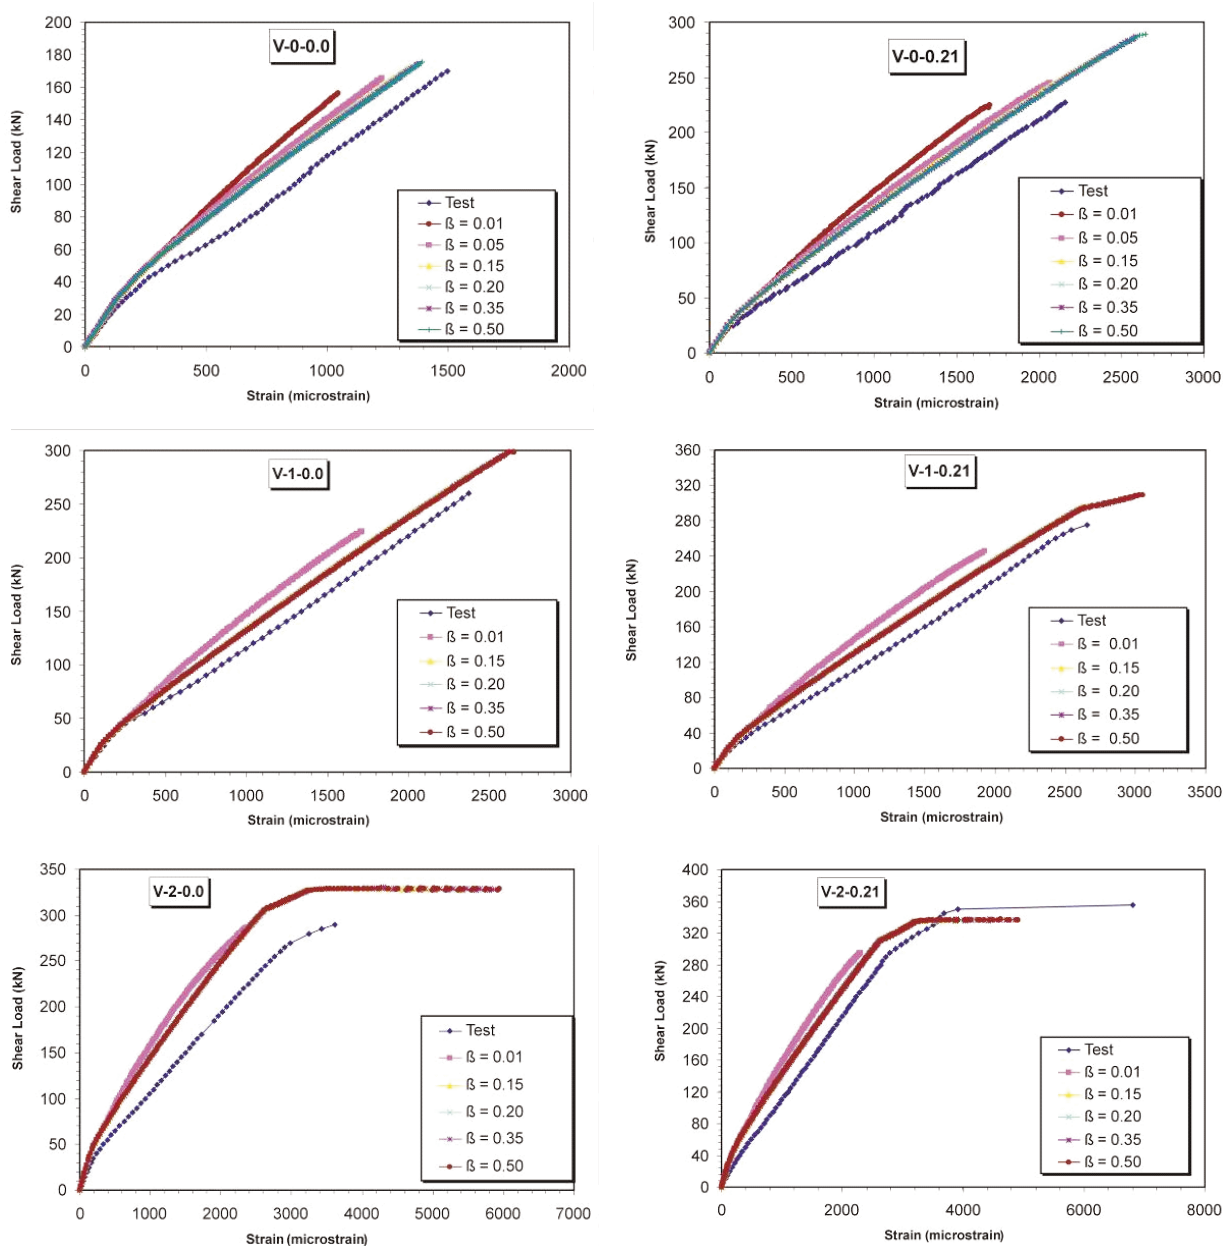 V-0-0.0
Shear Load (kN)
200
180
160
140
120
100
80
60
40
20
0
0 500 1000 1500 2000
Strain (microstrain)
Test
ß = 0.01
ß = 0.05
ß = 0.15
ß = 0.20
ß = 0.35
ß = 0.50
V-0-0.21
Shear Load (kN)
300
250
200
150
100
50
0
0 500 1000 1500 2000 2500 3000
Strain (microstrain)
Test
ß = 0.01
ß = 0.05
ß = 0.15
ß = 0.20
ß = 0.35
ß = 0.50
V-1-0.0
Shear Load (kN)
300
250
200
150
100
50
0
0 500 1000 1500 2000 2500 3000
Strain (microstrain)
Test
ß = 0.01
ß = 0.15
ß = 0.20
ß = 0.35
ß = 0.50
V-1-0.21
Shear Load (kN)
360
320
280
240
200
160
120
80
40
0
0 500 1000 1500 2000 2500 3000 3500
Strain (microstrain)
Test
ß = 0.01
ß = 0.15
ß = 0.20
ß = 0.35
ß = 0.50
V-2-0.0
Shear Load (kN)
350
300
250
200
150
100
50
0
0 1000 2000 3000 4000 5000 6000 7000
Strain (microstrain)
Test
ß = 0.01
ß = 0.15
ß = 0.20
ß = 0.35
ß = 0.50
V-2-0.21
Shear Load (kN)
400
360
320
280
240
200
160
120
80
40
0
0 2000 4000 6000 8000
Strain (microstrain)
Test
ß = 0.01
ß = 0.15
ß = 0.20
ß = 0.35
ß = 0.50